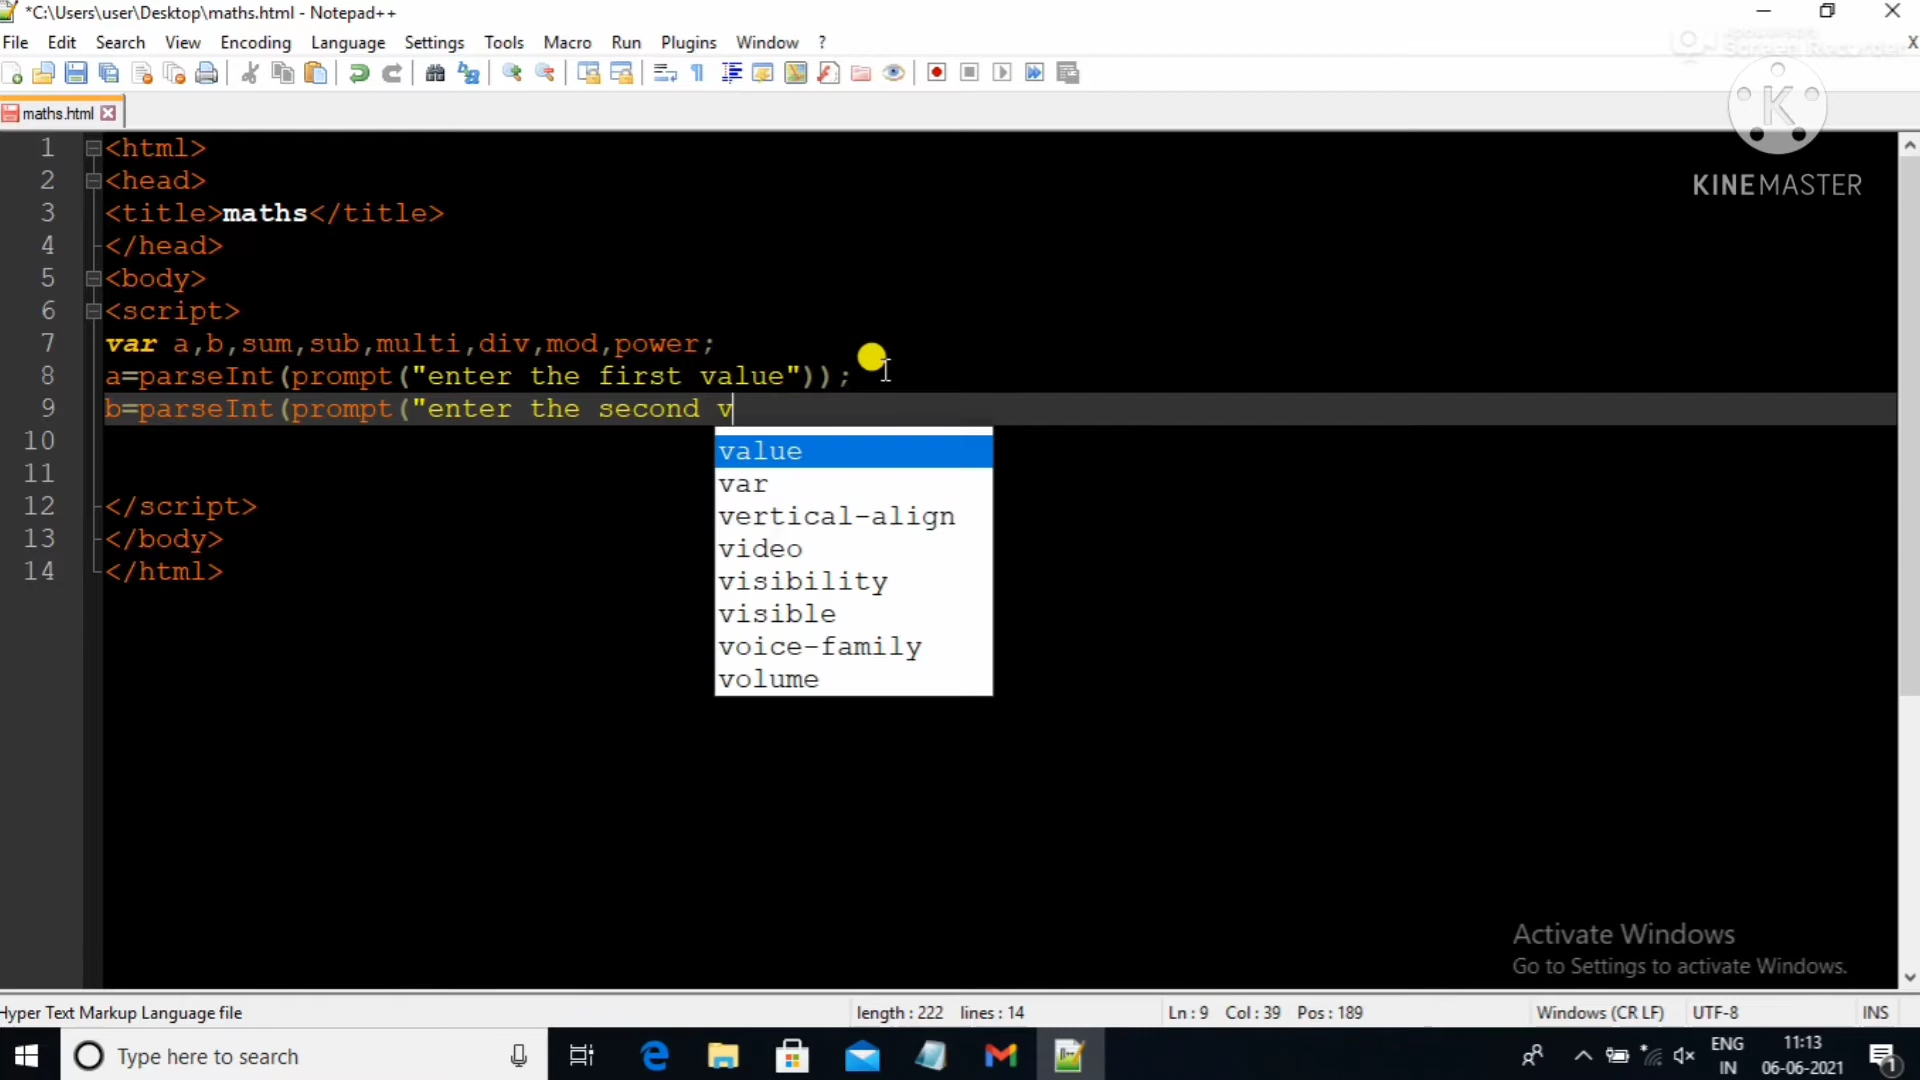 *C:\Users\user\Desktop\maths.html - Notepad++
File Edit Search View Encoding Language Settings Tools Macro Run Plugins Window ? X
Screen Recorder
K
KINEMASTER
maths.html
1 <html>
2 <head>
3 <title>maths</title>
4 </head>
5 <body>
6 <script>
7 var a,b,sum,sub,multi,div,mod,power;
8 a=parseInt(prompt("enter the first value"));
9 b=parseInt(prompt("enter the second v
10
11
12 </script>
13 </body>
14 </html>
value
var
vertical-align
video
visibility
visible
voice-family
volume
Activate Windows
Go to Settings to activate Windows.
Hyper Text Markup Language file length : 222 lines : 14 Ln : 9 Col : 39 Pos : 189 Windows (CR LF) UTF-8 INS
Type here to search
ENG
IN
11:13
06-06-2021
1